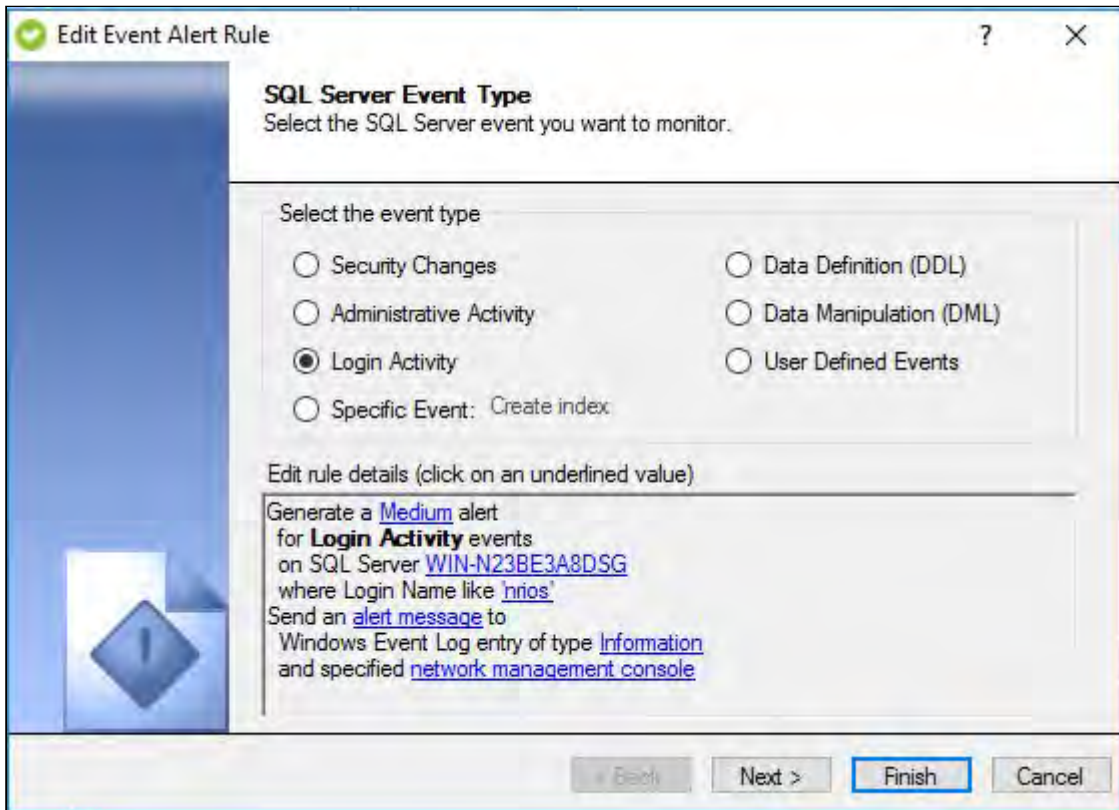 Edit Event Alert Rule
?
SQL Server Event Type
Select the SQL Server event you want to monitor.
Select the event type
Security Changes
Data Definition (DDL)
Administrative Activity
Data Manipulation (DML)
Login Activity
User Defined Events
Specific Event: Create index
Edit rule details (click on an underlined value)
Generate a Medium alert
for Login Activity events
on SQL Server WIN-N23BE3A8DSG
where Login Name like 'nrios'
Send an alert message to
Windows Event Log entry of type Information
and specified network management console
< Back
Next >
Finish
Cancel